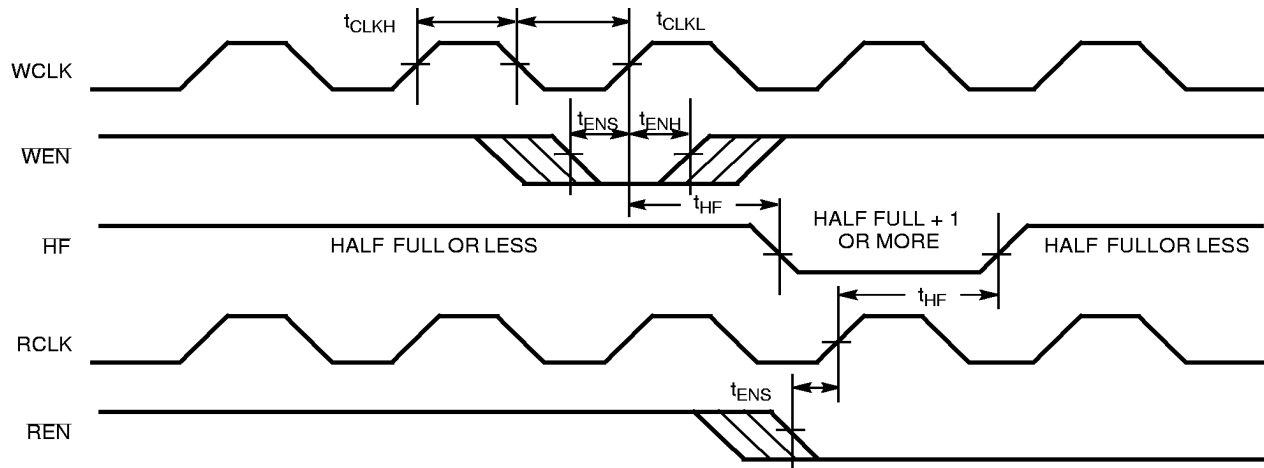 tCLKH tCLKL
WCLK
tENS tENH
WEN
tHF
HALF FULL + 1
OR MORE
HF
HALF FULL OR LESS
HALF FULL OR LESS
tHF
RCLK
tENS
REN